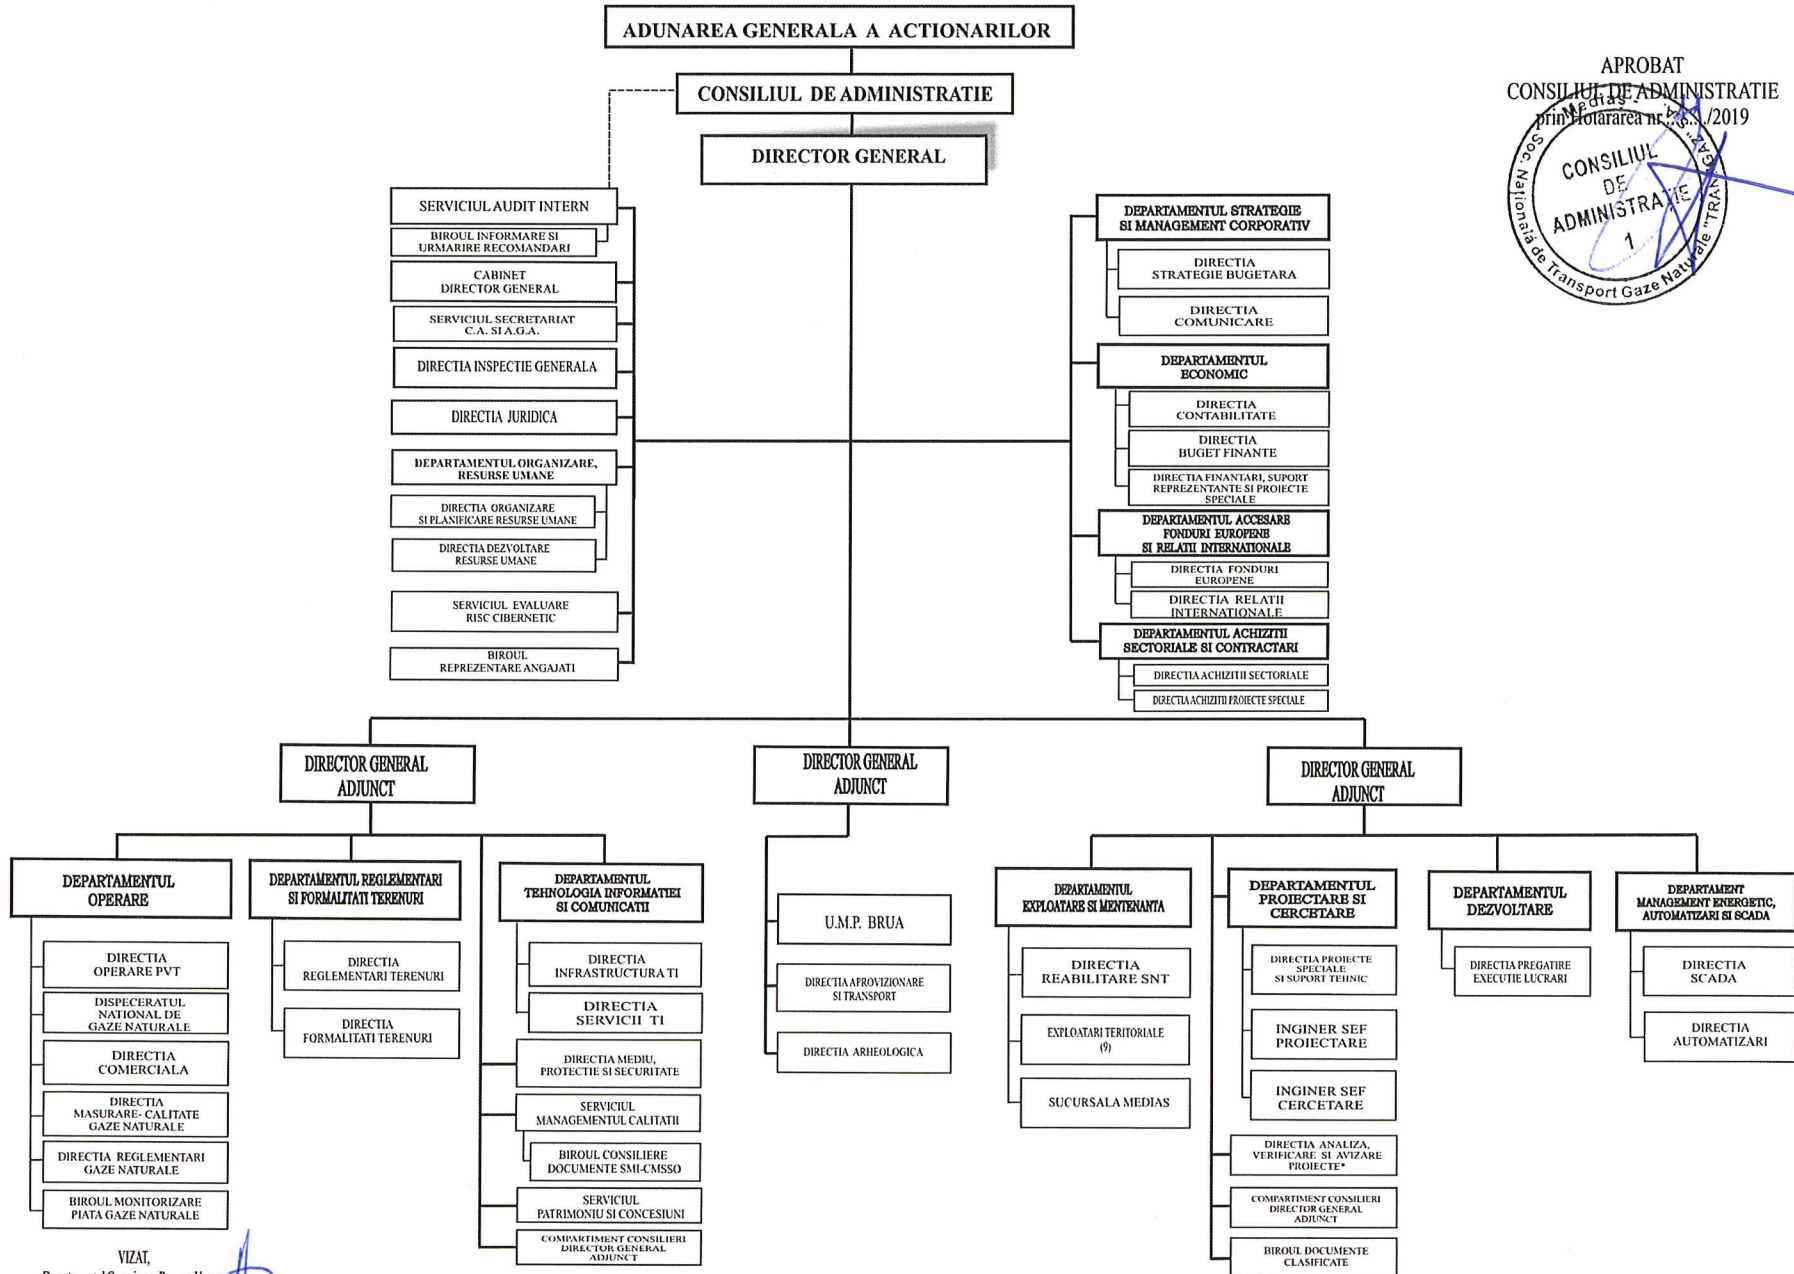 ADUNAREA GENERALA A ACTIONARILOR
CONSILIUL DE ADMINISTRATIE
DIRECTOR GENERAL
APROBAT
CONSILIUL DE ADMINISTRATIE
prin Hotararea nr....../2019
Soc. Națională de Transport Gaze Naturale "TRANSGAZ" S.A.
- Mediaș -
CONSILIUL
DE
ADMINISTRAȚIE
1
SERVICIUL AUDIT INTERN
BIROUL INFORMARE SI
URMARIRE RECOMANDARI
CABINET
DIRECTOR GENERAL
SERVICIUL SECRETARIAT
C.A. SI A.G.A.
DIRECTIA INSPECTIE GENERALA
DIRECTIA JURIDICA
DEPARTAMENTUL ORGANIZARE,
RESURSE UMANE
DIRECTIA ORGANIZARE
SI PLANIFICARE RESURSE UMANE
DIRECTIA DEZVOLTARE
RESURSE UMANE
SERVICIUL EVALUARE
RISC CIBERNETIC
BIROUL
REPREZENTARE ANGAJATI
DEPARTAMENTUL STRATEGIE
SI MANAGEMENT CORPORATIV
DIRECTIA
STRATEGIE BUGETARA
DIRECTIA
COMUNICARE
DEPARTAMENTUL
ECONOMIC
DIRECTIA
CONTABILITATE
DIRECTIA
BUGET FINANTE
DIRECTIA FINANTARI, SUPORT
REPREZENTANTE SI PROIECTE
SPECIALE
DEPARTAMENTUL ACCESARE
FONDURI EUROPENE
SI RELATII INTERNATIONALE
DIRECTIA FONDURI
EUROPENE
DIRECTIA RELATII
INTERNATIONALE
DEPARTAMENTUL ACHIZITII
SECTORIALE SI CONTRACTARI
DIRECTIA ACHIZITII SECTORIALE
DIRECTIA ACHIZITII PROIECTE SPECIALE
DIRECTOR GENERAL
ADJUNCT
DIRECTOR GENERAL
ADJUNCT
DIRECTOR GENERAL
ADJUNCT
DEPARTAMENTUL
OPERARE
DIRECTIA
OPERARE PVT
DISPECERATUL
NATIONAL DE
GAZE NATURALE
DIRECTIA
COMERCIALA
DIRECTIA
MASURARE- CALITATE
GAZE NATURALE
DIRECTIA REGLEMENTARI
GAZE NATURALE
BIROUL MONITORIZARE
PIATA GAZE NATURALE
DEPARTAMENTUL REGLEMENTARI
SI FORMALITATI TERENURI
DIRECTIA
REGLEMENTARI TERENURI
DIRECTIA
FORMALITATI TERENURI
DEPARTAMENTUL
TEHNOLOGIA INFORMATIEI
SI COMUNICATII
DIRECTIA
INFRASTRUCTURA TI
DIRECTIA
SERVICII TI
DIRECTIA MEDIU,
PROTECTIE SI SECURITATE
SERVICIUL
MANAGEMENTUL CALITATII
BIROUL CONSILIERE
DOCUMENTE SMI-CMSSO
SERVICIUL
PATRIMONIU SI CONCESIUNI
COMPARTIMENT CONSILIERI
DIRECTOR GENERAL
ADJUNCT
U.M.P. BRUA
DIRECTIA APROVIZIONARE
SI TRANSPORT
DIRECTIA ARHEOLOGICA
DEPARTAMENTUL
EXPLOATARE SI MENTENANTA
DIRECTIA
REABILITARE SNT
EXPLOATARI TERITORIALE
(9)
SUCURSALA MEDIAS
DEPARTAMENTUL
PROIECTARE SI
CERCETARE
DIRECTIA PROIECTE
SPECIALE
SI SUPORT TEHNIC
INGINER SEF
PROIECTARE
INGINER SEF
CERCETARE
DIRECTIA ANALIZA,
VERIFICARE SI AVIZARE
PROIECTE*
COMPARTIMENT CONSILIERI
DIRECTOR GENERAL
ADJUNCT
BIROUL DOCUMENTE
CLASIFICATE
DEPARTAMENTUL
DEZVOLTARE
DIRECTIA PREGATIRE
EXECUTIE LUCRARI
DEPARTAMENT
MANAGEMENT ENERGETIC,
AUTOMATIZARI SI SCADA
DIRECTIA
SCADA
DIRECTIA
AUTOMATIZARI
VIZAT,